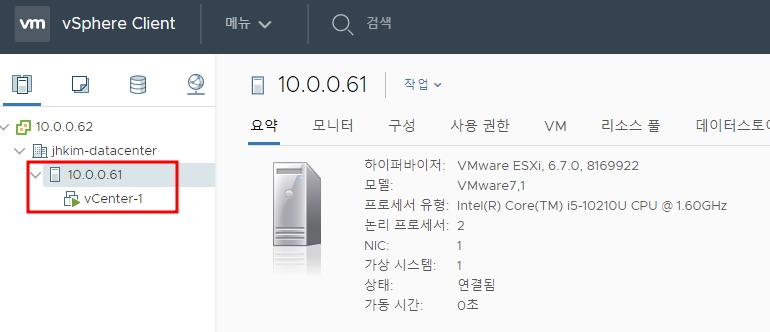 vm vSphere Client 메뉴 검색
10.0.0.61 작업
요약 모니터 구성 사용 권한 VM 리소스 풀 데이터스토
10.0.0.62
jhkim-datacenter
10.0.0.61
vCenter-1
하이퍼바이저: VMware ESXi, 6.7.0, 8169922
모델: VMware7,1
프로세서 유형: Intel(R) Core(TM) i5-10210U CPU @ 1.60GHz
논리 프로세서: 2
NIC: 1
가상 시스템: 1
상태: 연결됨
가동 시간: 0초